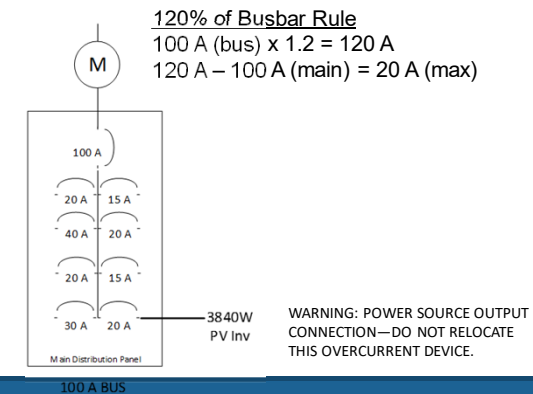 120% of Busbar Rule
100 A (bus) x 1.2 = 120 A
120 A – 100 A (main) = 20 A (max)
M
100 A
20 A 15 A
40 A 20 A
20 A 15 A
30 A 20 A
3840W
PV Inv
WARNING: POWER SOURCE OUTPUT
CONNECTION—DO NOT RELOCATE
THIS OVERCURRENT DEVICE.
Main Distribution Panel
100 A BUS